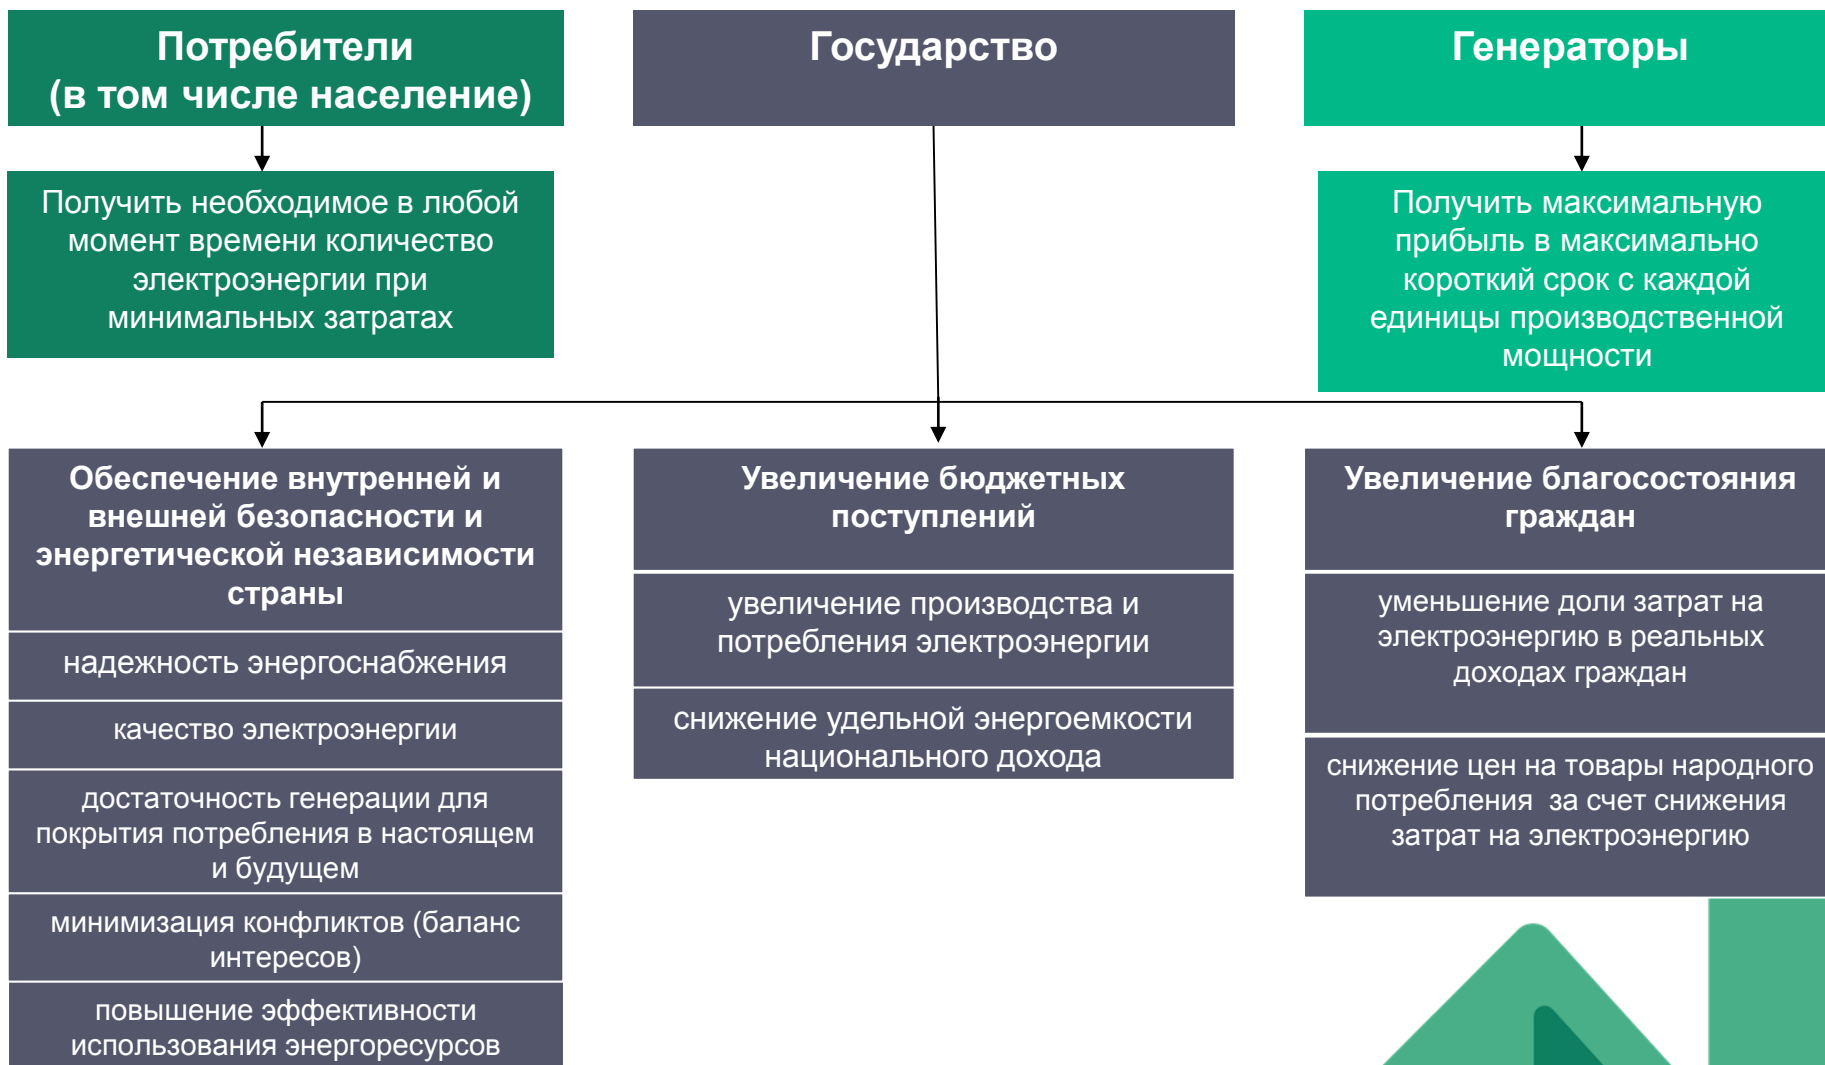 Потребители
(в том числе население)
Государство
Генераторы
Получить необходимое в любой
момент времени количество
электроэнергии при
минимальных затратах
Получить максимальную
прибыль в максимально
короткий срок с каждой
единицы производственной
мощности
Обеспечение внутренней и
внешней безопасности и
энергетической независимости
страны
надежность энергоснабжения
качество электроэнергии
достаточность генерации для
покрытия потребления в настоящем
и будущем
минимизация конфликтов (баланс
интересов)
повышение эффективности
использования энергоресурсов
Увеличение бюджетных
поступлений
увеличение производства и
потребления электроэнергии
снижение удельной энергоемкости
национального дохода
Увеличение благосостояния
граждан
уменьшение доли затрат на
электроэнергию в реальных
доходах граждан
снижение цен на товары народного
потребления  за счет снижения
затрат на электроэнергию